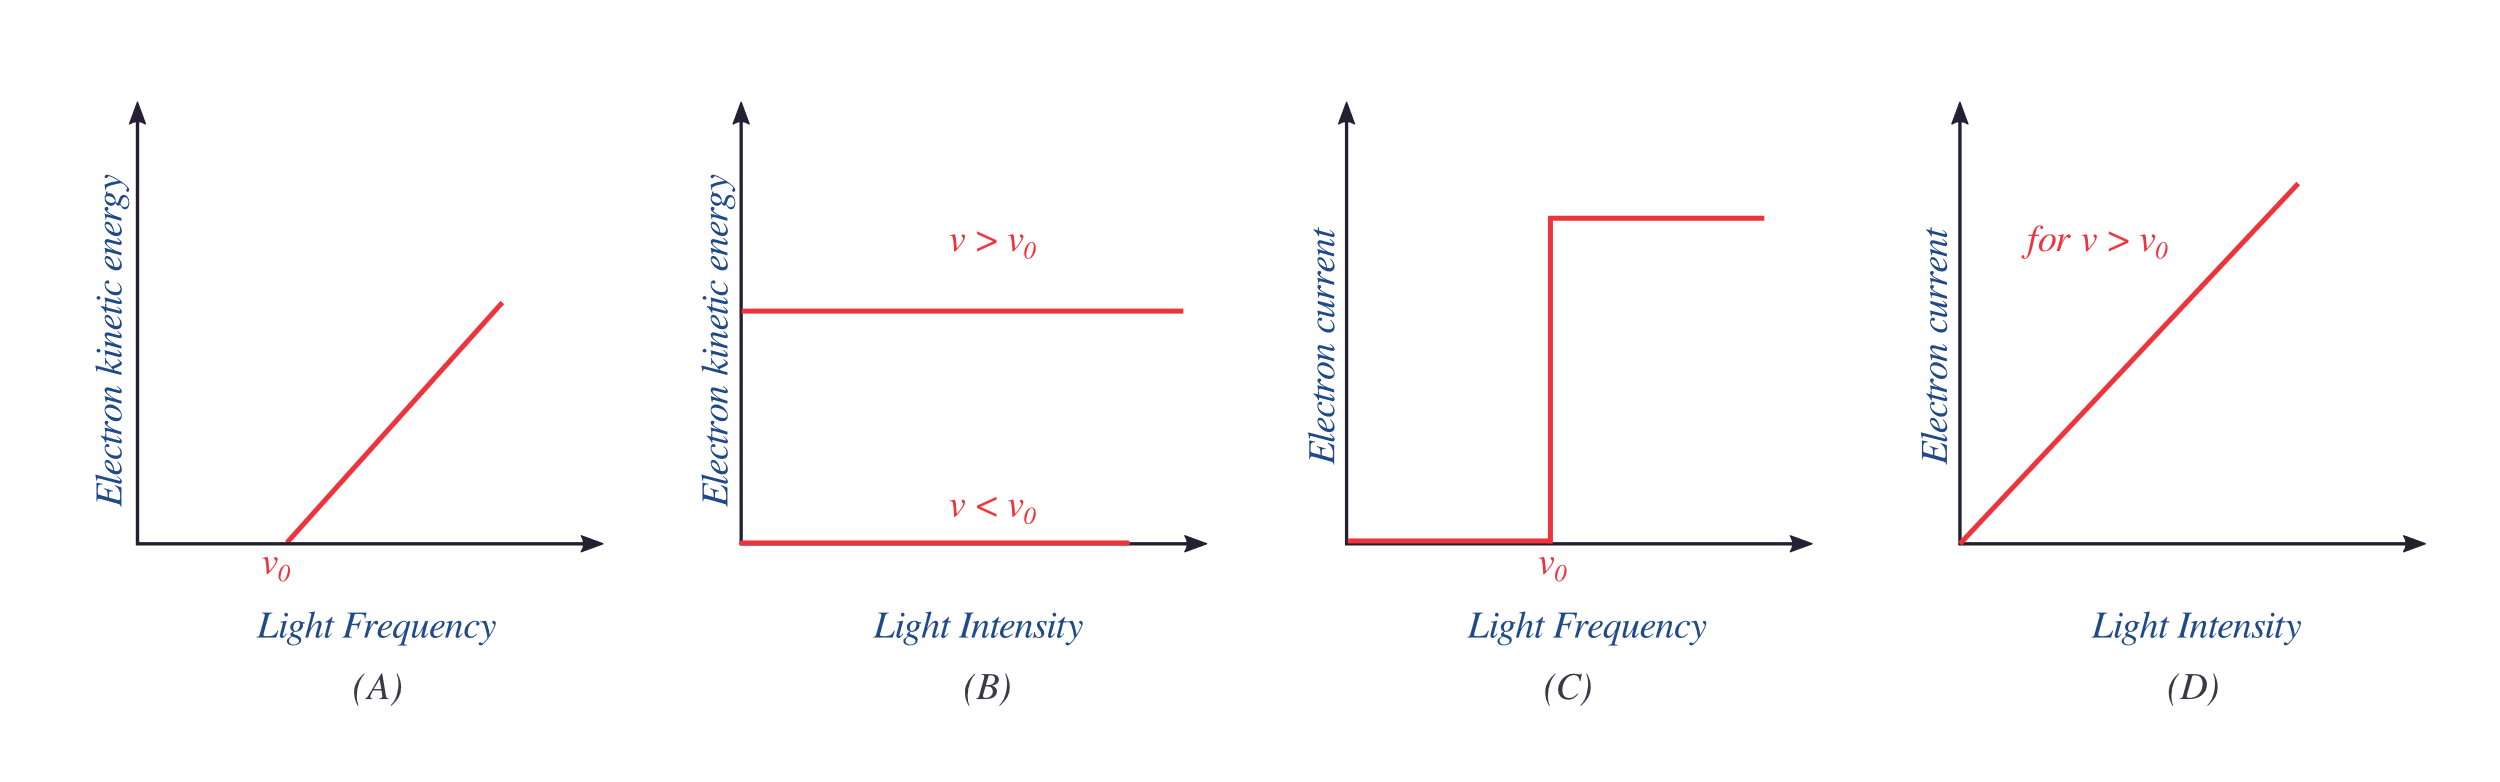 Electron kinetic energy
v₀
Light Frequency
(A)
Electron kinetic energy
v > v₀
v < v₀
Light Intensity
(B)
Electron current
v₀
Light Frequency
(C)
Electron current
for v > v₀
Light Intensity
(D)